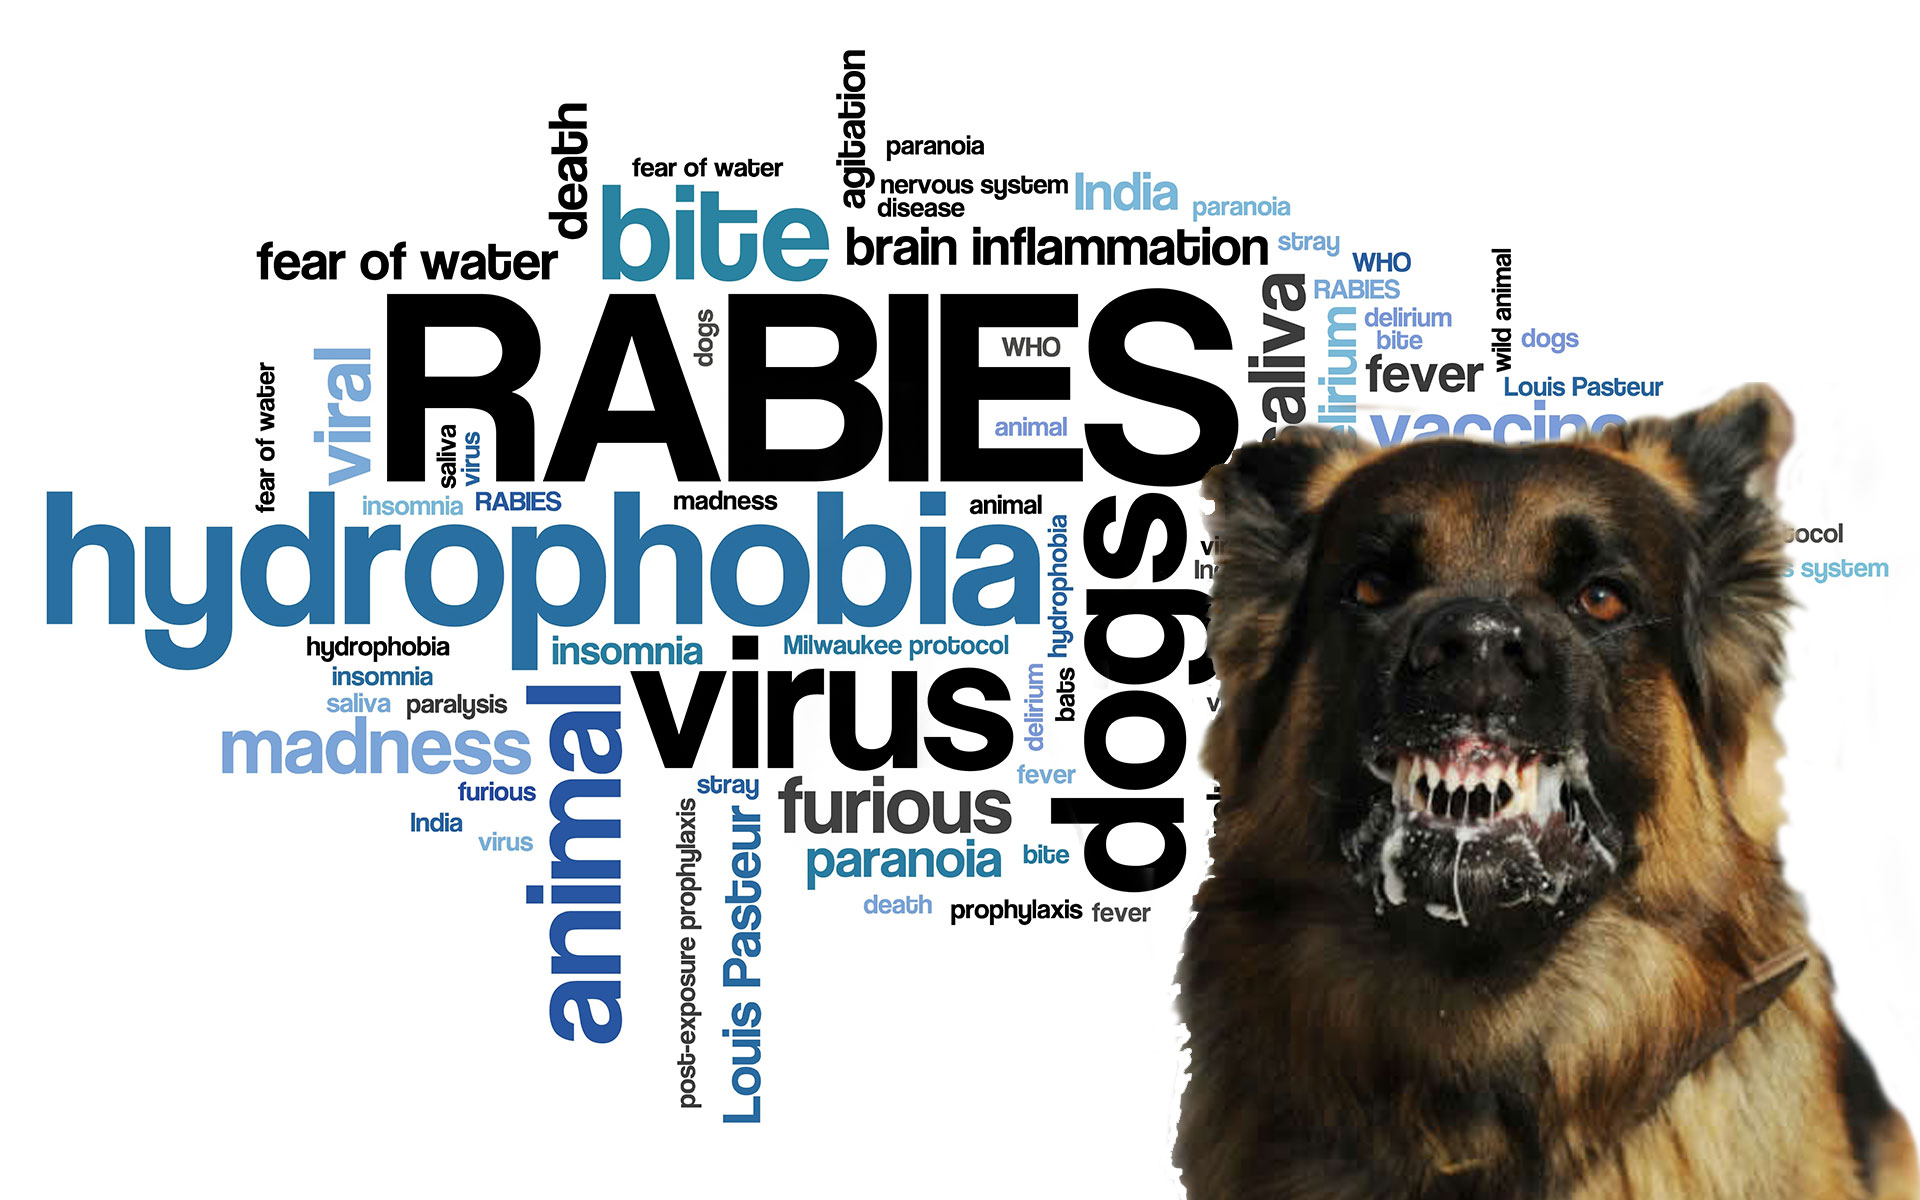 death
agitation
paranoia
fear of water
nervous system
India
disease
paranoia
bite
brain inflammation
stray
fear of water
WHO
saliva
RABIES
wild animal
RABIES
dogs
delirium
delirium
bite
dogs
WHO
viral
fear of water
fever
Louis Pasteur
animal
vaccine
saliva
virus
insomnia
RABIES
madness
animal
hydrophobia
hydrophobia
dogs
system
hydrophobia
insomnia
Milwaukee protocol
insomnia
virus
delirium
bats
saliva
paralysis
animal
madness
stray
fever
furious
furious
India
virus
post-exposure prophylaxis
Louis Pasteur
paranoia
bite
death
prophylaxis
fever